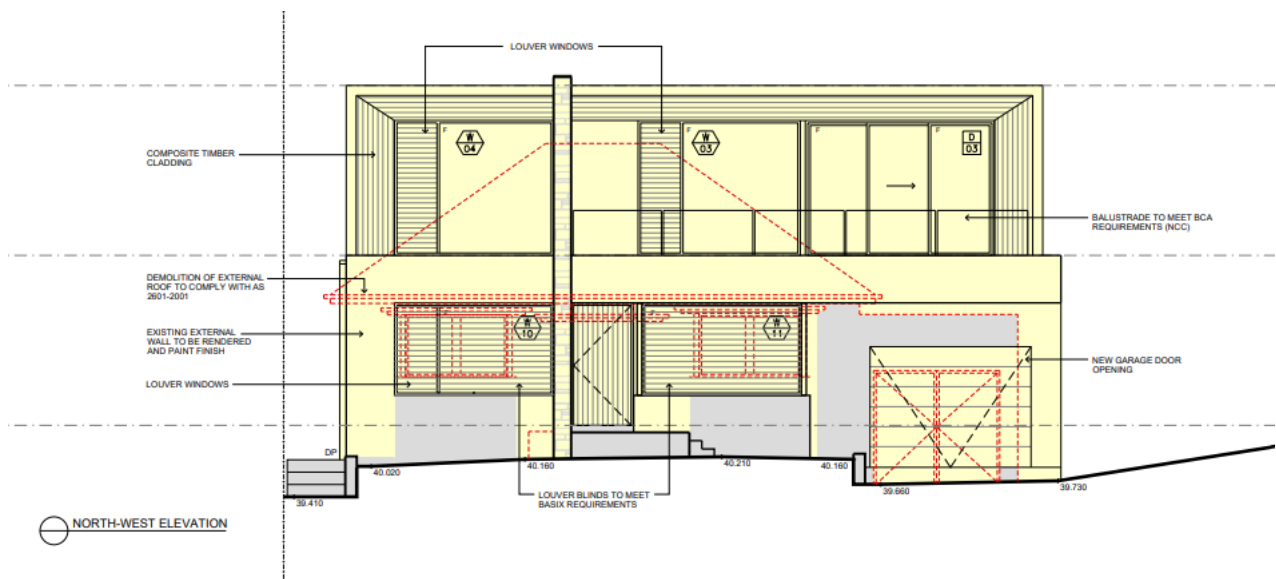 LOUVER WINDOWS
F
W
04
F
W
03
F
F
D
03
COMPOSITE TIMBER
CLADDING
BALUSTRADE TO MEET BCA
REQUIREMENTS (NCC)
DEMOLITION OF EXTERNAL
ROOF TO COMPLY WITH AS
2601-2001
W
10
W
11
EXISTING EXTERNAL
WALL TO BE RENDERED
AND PAINT FINISH
NEW GARAGE DOOR
OPENING
LOUVER WINDOWS
DP
40.020
40.160
40.210
40.160
39.410
39.660
39.730
LOUVER BLINDS TO MEET
BASIX REQUIREMENTS
NORTH-WEST ELEVATION